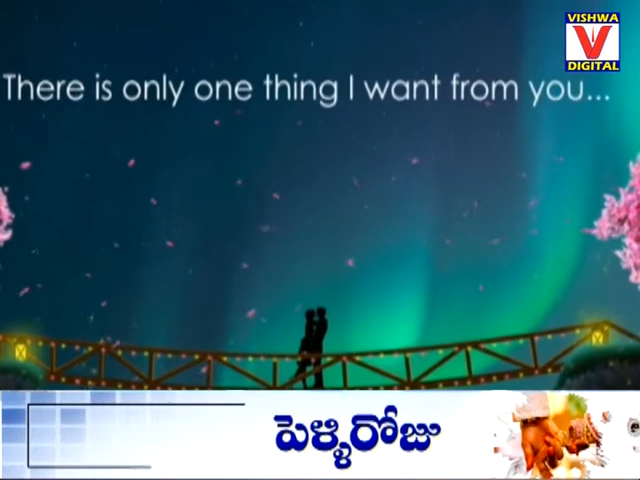 VISHWA
V
DIGITAL
There is only one thing I want from you...
పెళ్ళిరోజు